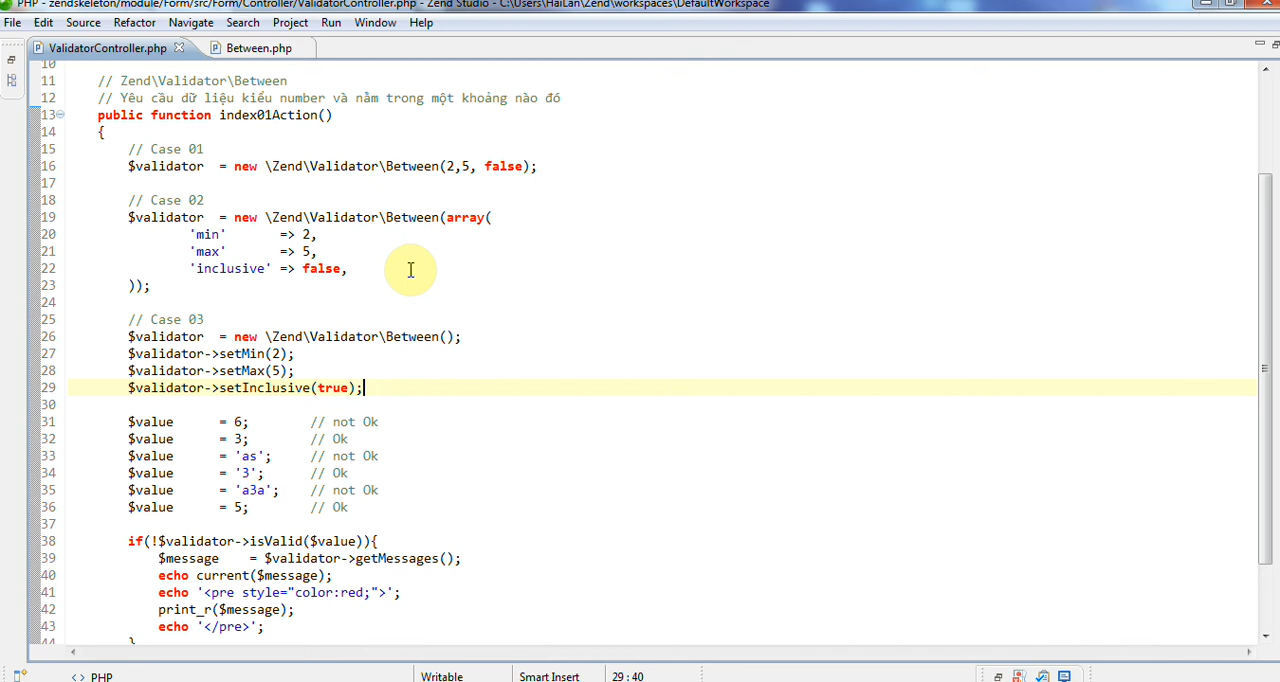 PHP - zendskeleton/module/Form/src/Form/Controller/ValidatorController.php - Zend Studio - C:\Users\HaiLan\Zend\workspaces\DefaultWorkspace
File Edit Source Refactor Navigate Search Project Run Window Help
ValidatorController.php Between.php
10
11 // Zend\Validator\Between
12 // Yêu cầu dữ liệu kiểu number và nằm trong một khoảng nào đó
13 public function index01Action()
14 {
15 // Case 01
16 $validator = new \Zend\Validator\Between(2,5, false);
17
18 // Case 02
19 $validator = new \Zend\Validator\Between(array(
20 'min' => 2,
21 'max' => 5,
22 'inclusive' => false,
23 ));
24
25 // Case 03
26 $validator = new \Zend\Validator\Between();
27 $validator->setMin(2);
28 $validator->setMax(5);
29 $validator->setInclusive(true);
30
31 $value = 6; // not Ok
32 $value = 3; // Ok
33 $value = 'as'; // not Ok
34 $value = '3'; // Ok
35 $value = 'a3a'; // not Ok
36 $value = 5; // Ok
37
38 if(!$validator->isValid($value)){
39 $message = $validator->getMessages();
40 echo current($message);
41 echo '<pre style="color:red;">';
42 print_r($message);
43 echo '</pre>';
44 }
PHP Writable Smart Insert 29 : 40